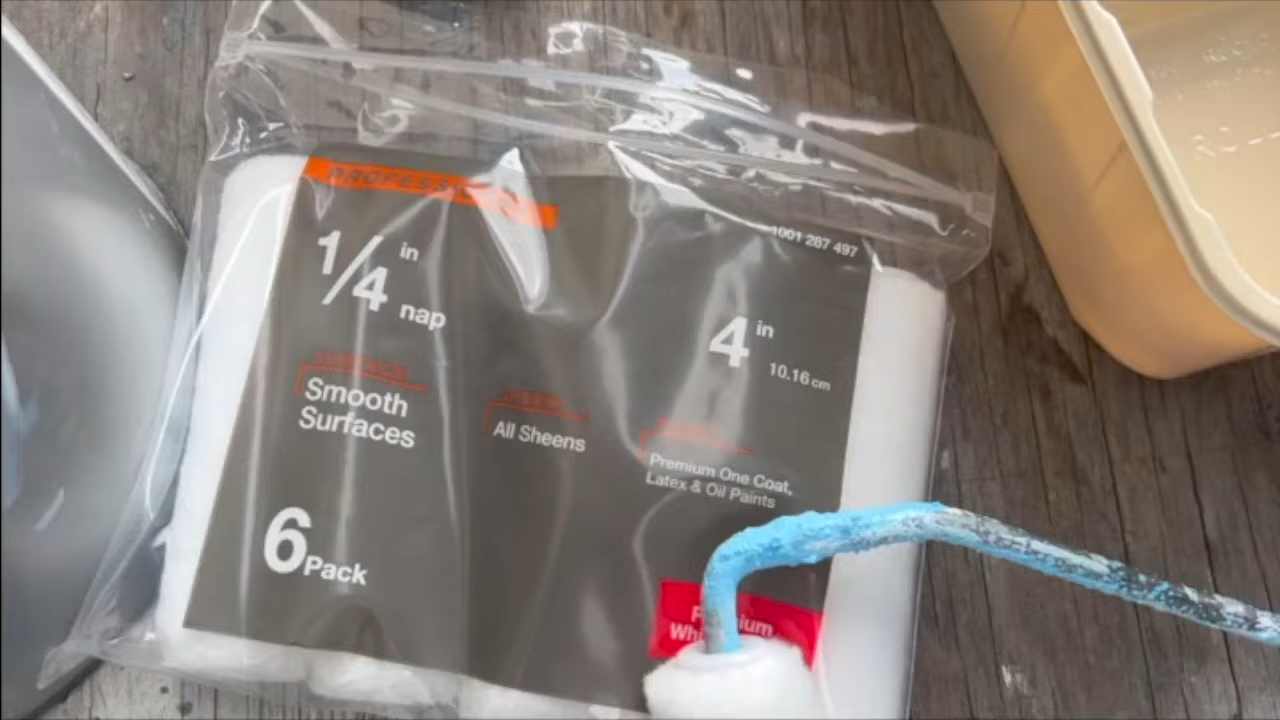 1001 287 497
1/4 in
nap
4 in
10.16 cm
Smooth
Surfaces
All Sheens
Premium One Coat,
Latex & Oil Paints
6 Pack